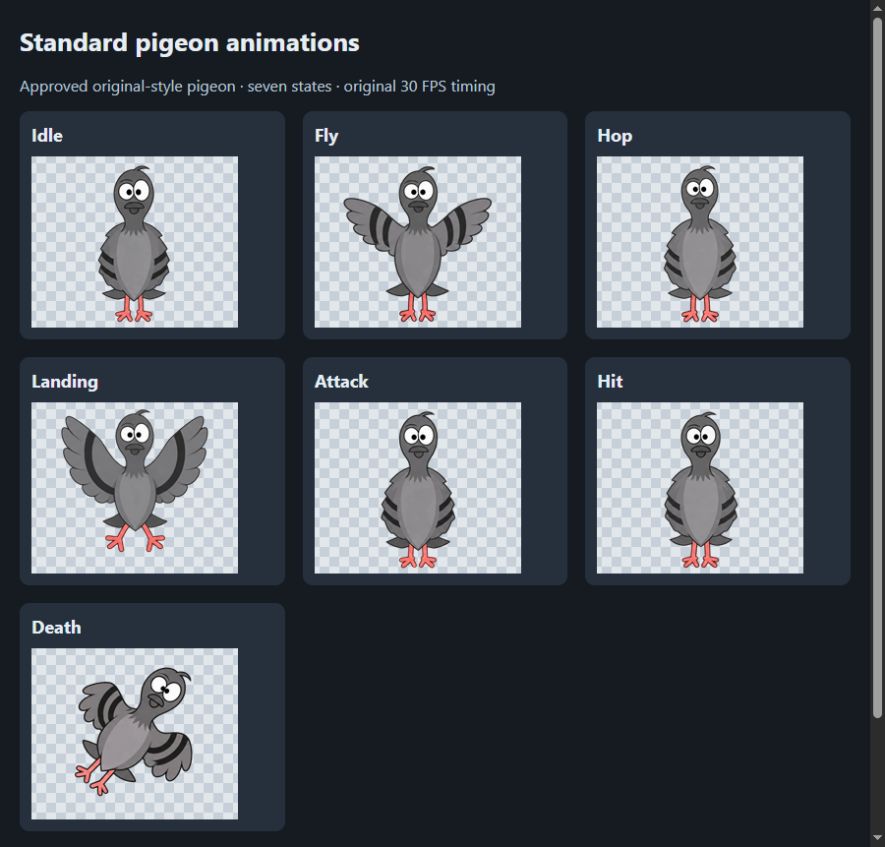 Standard pigeon animations
Approved original-style pigeon · seven states · original 30 FPS timing
Idle
Fly
Hop
Landing
Attack
Hit
Death